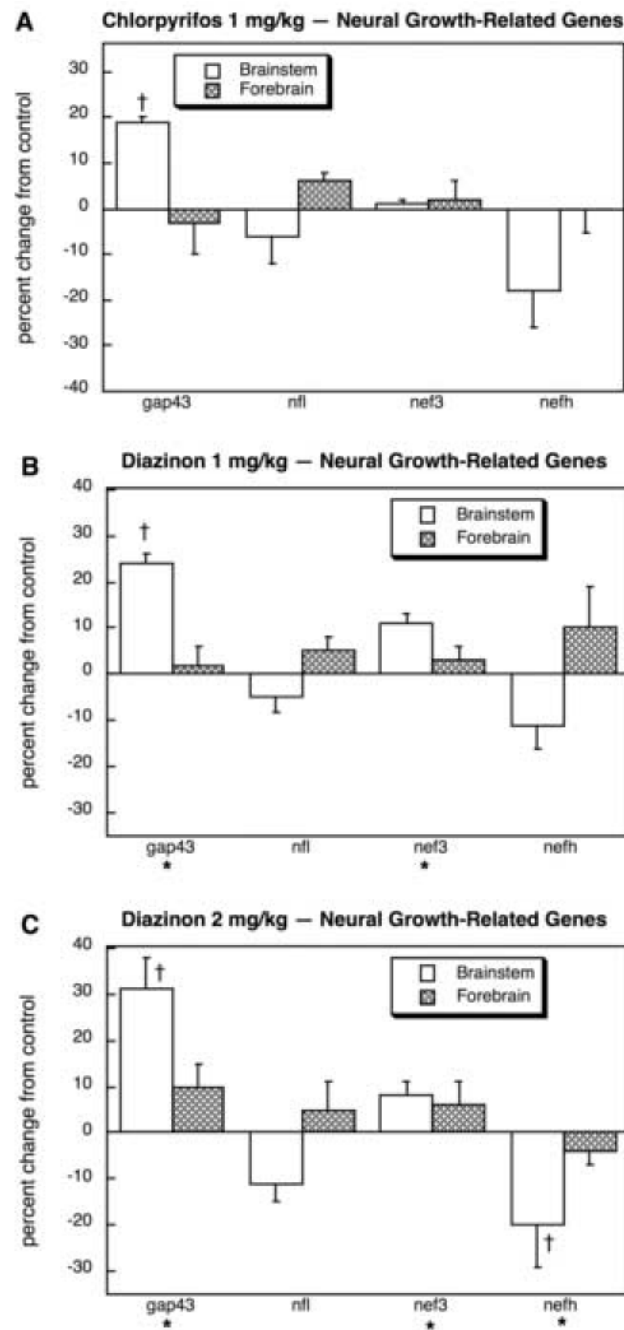 A Chlorpyrifos 1 mg/kg — Neural Growth-Related Genes
percent change from control
30
20
10
0
-10
-20
-30
-40
†
Brainstem
Forebrain
gap43 nfl nef3 nefh
B Diazinon 1 mg/kg — Neural Growth-Related Genes
percent change from control
40
30
20
10
0
-10
-20
-30
†
Brainstem
Forebrain
gap43 nfl nef3 nefh
* *
C Diazinon 2 mg/kg — Neural Growth-Related Genes
percent change from control
40
30
20
10
0
-10
-20
-30
†
Brainstem
Forebrain
†
gap43 nfl nef3 nefh
* * *